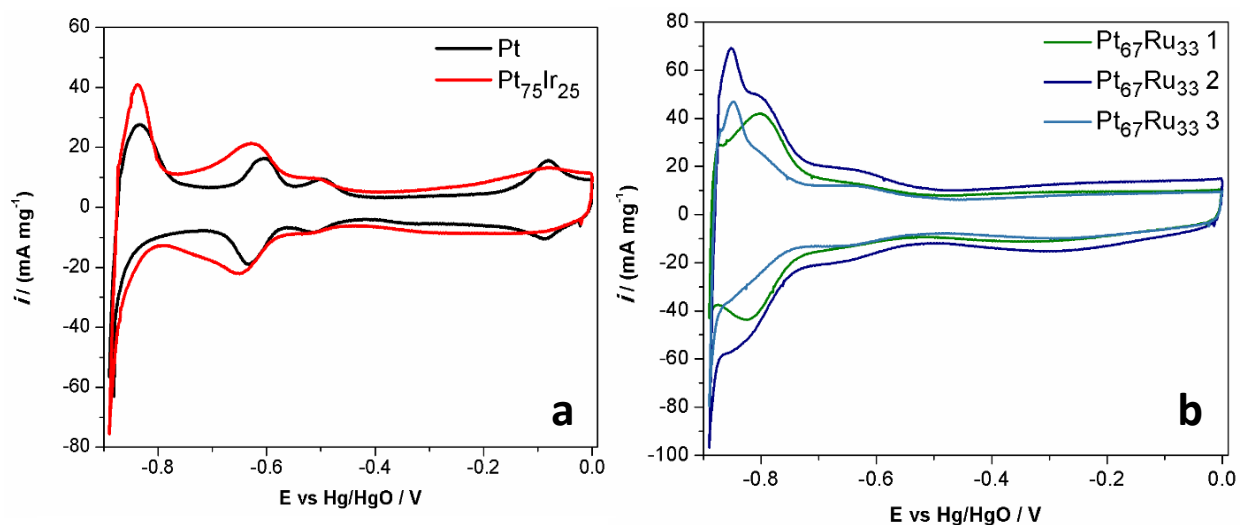 60
40
20
0
-20
-40
-60
-80
i / (mA mg⁻¹)
Pt
Pt₇₅Ir₂₅
a
-0.8
-0.6
-0.4
-0.2
0.0
E vs Hg/HgO / V
80
60
40
20
0
-20
-40
-60
-80
-100
i / (mA mg⁻¹)
Pt₆₇Ru₃₃ 1
Pt₆₇Ru₃₃ 2
Pt₆₇Ru₃₃ 3
b
-0.8
-0.6
-0.4
-0.2
0.0
E vs Hg/HgO / V